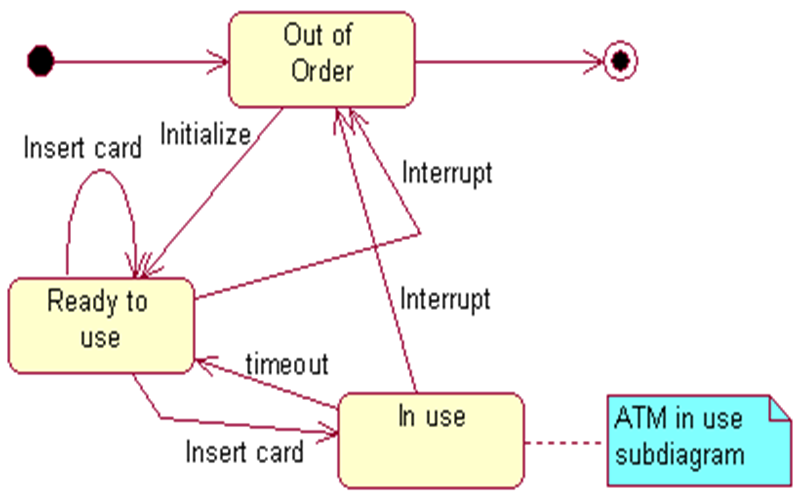 Out of
Order
Initialize
Insert card
Interrupt
Ready to
use
Interrupt
timeout
In use
Insert card
ATM in use
subdiagram